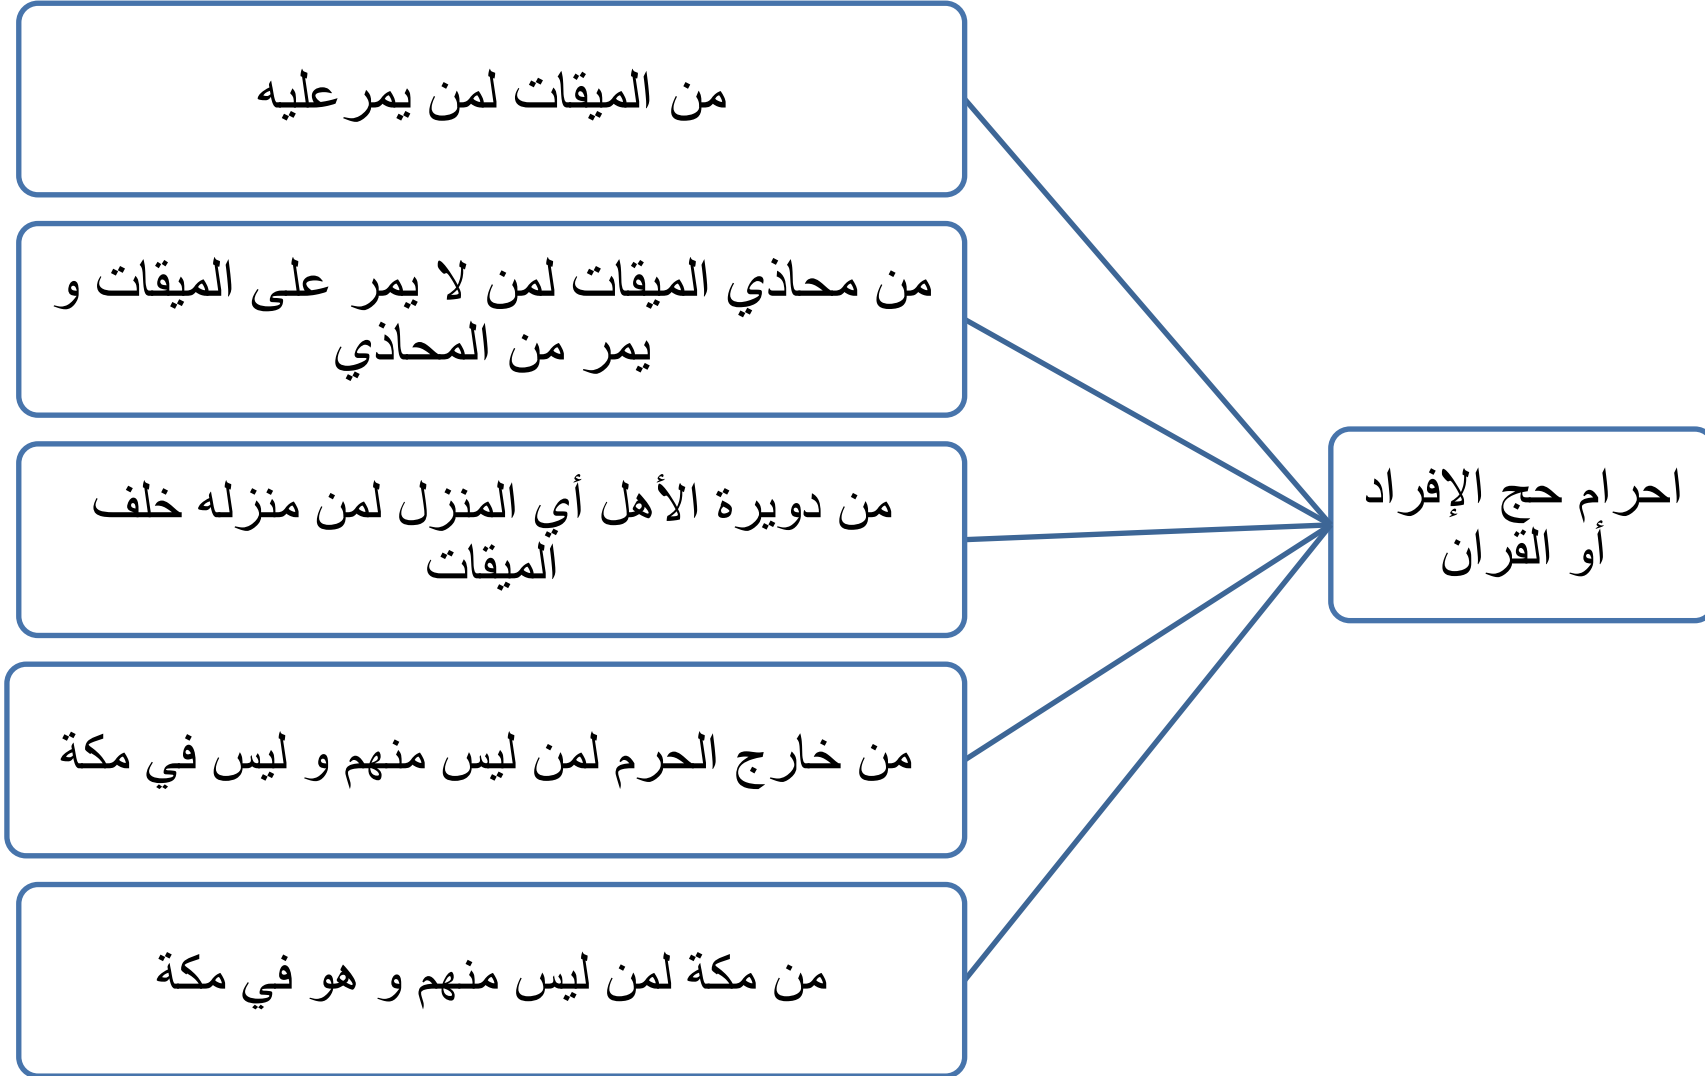 احرام حج الإفراد
أو القران
من الميقات لمن يمر عليه
من محاذي الميقات لمن لا يمر على الميقات و
يمر من المحاذي
من دويرة الأهل أي المنزل لمن منزله خلف
الميقات
من خارج الحرم لمن ليس منهم و ليس في مكة
من مكة لمن ليس منهم و هو في مكة